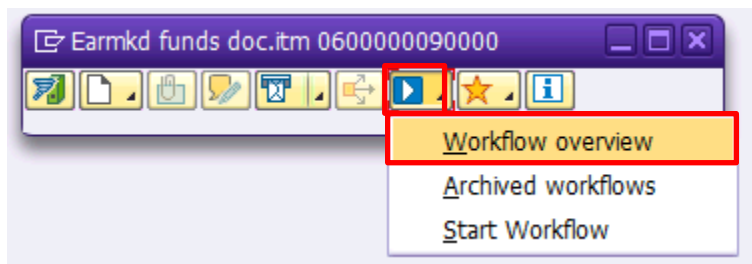 Earmkd funds doc.itm 0600000090000
Workflow overview
Archived workflows
Start Workflow